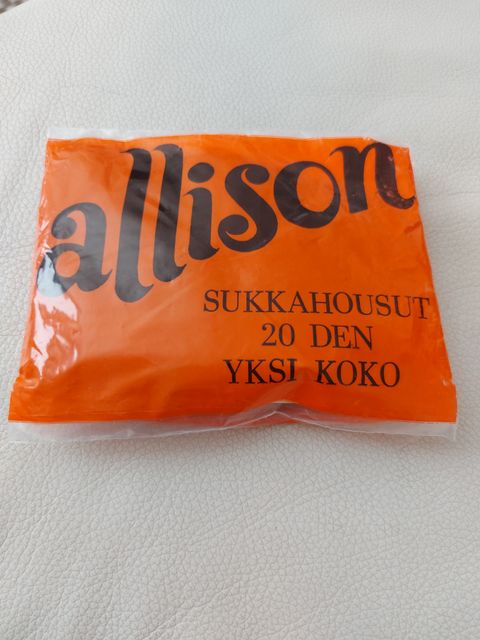 allison
SUKKAHOUSUT
20 DEN
YKSI KOKO